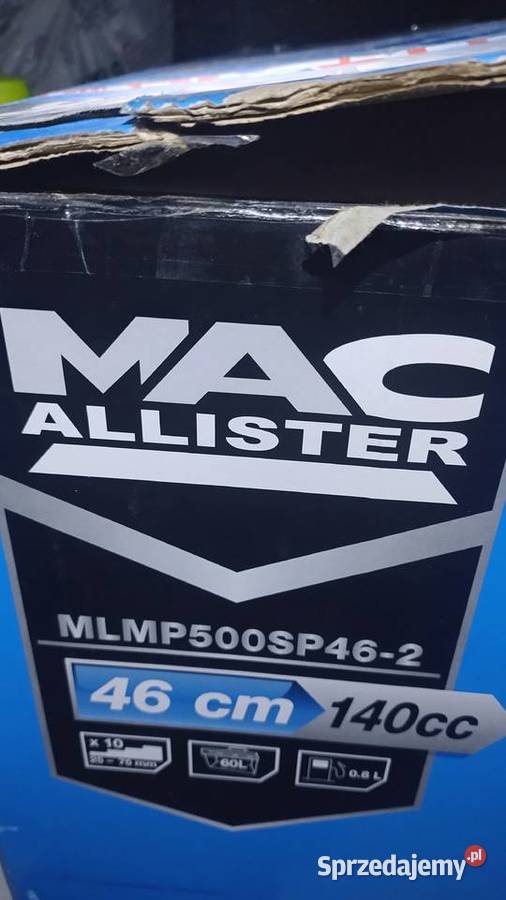 MAC
ALLISTER
MLMP500SP46-2
46 cm 140cc
x 10
25 - 75 mm
60L
0.8 L
Sprzedajemy.pl